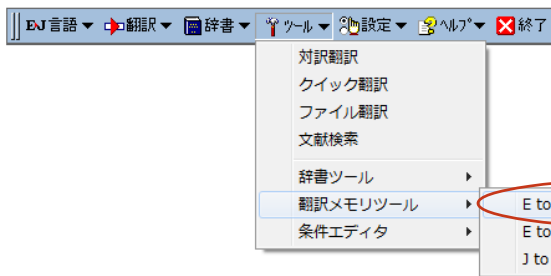 EJ 言語 ▼ 翻訳 ▼ 辞書 ▼ ツール ▼ 設定 ▼ ヘルプ ▼ 終了
対訳翻訳
クイック翻訳
ファイル翻訳
文献検索
辞書ツール
翻訳メモリツール
条件エディタ
E to
E to
J to